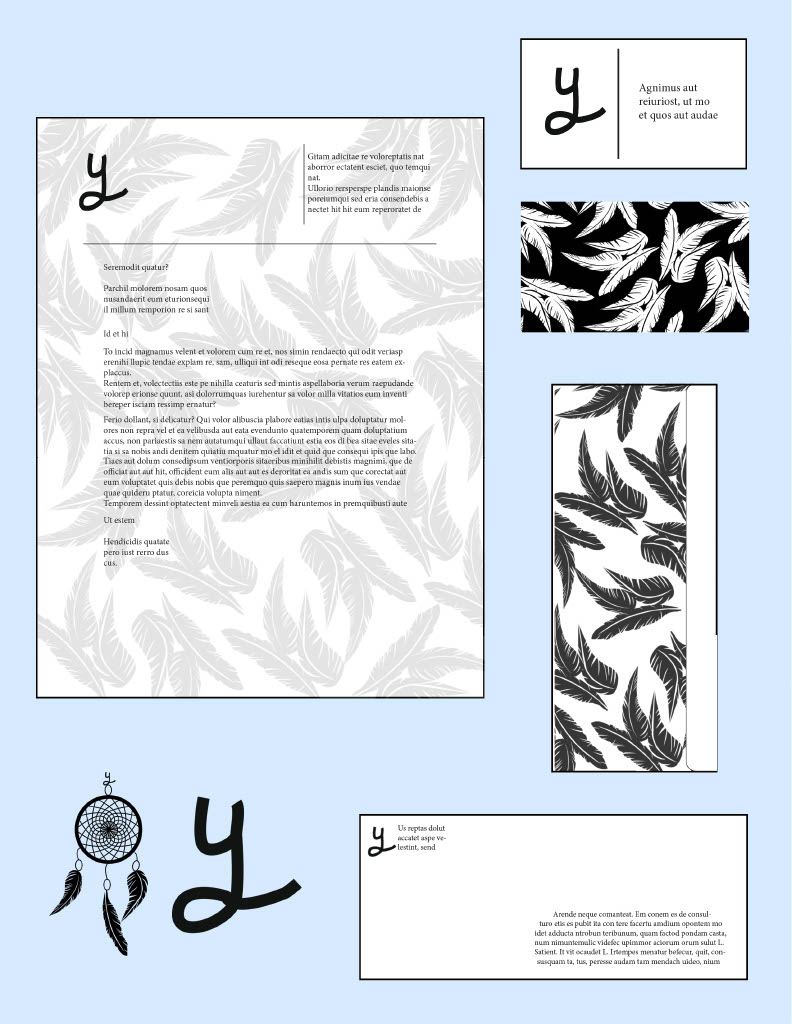 y
Agnimus aut
reiuriost, ut mo
et quos aut audae
y
Gitam adicitae re voloreptatis nat
aborror ectatent esciet, quo temqui
nat.
Ullorio rersperspe plandis maionse
poreiumqui sed eria consendebis a
nectet hit hit eum reperoratet de
Seremodit quatur?
Parchil molorem nosam quos
nusandaerit eum eturionsequi
il millum remporion re si sant
Id et hi
To incid magnamus velent et volorem cum re et, nos simin rendaecto qui odit veriasp
erenihi llupic tendae explam re, sam, ulliqui int odi reseque eosa pernate res eatem ex-
placcus.
Rentem et, volectectiis este pe nihilla ceaturis sed mintis aspellaboria verum raepudande
volorep erionse quunt, asi dolorrumquas iurehentur sa volor milla vitatios eum inventi
bereper isciam ressimp ernatur?
Ferio dollant, si delicatur? Qui volor alibuscia plabore eatias intis ulpa doluptatur mol-
ores non repra vel et ea velibusda aut eata evendunto quatemporem quam doluptatium
accus, non pariaestis sa nem autatumqui ullaut faccatiunt estia eos di bea sitae eveles sita-
tia si sa nobis andi denitem quiatiu mquatur mo el idit et quid que consequi ipis que labo.
Tiaes aut dolum consedipsum ventiorporis sitaeribus minihilit debistis magnimi, que de
officiat aut aut hit, officident eum alis aut aut es deroritat ea andis sum que corectat aut
eum voluptatet quis debis nobis que peremquo quis saepero magnis inum ius vendae
quae quideru ptatur, coreicia volupta niment.
Temporem dessint optatectent minveli aestia ea cum haruntemos in premquibusti aute
Ut estem
Hendicidis quatate
pero iust rerro dus
cus.
y
y
y
Us reptas dolut
accatet aspe ve-
lestint, send
Arende neque comanteat. Em conem es de consul-
turo etis es pubit ita con tere facertu amdium opentem mo
idet adducta ntrobun teribunum, quam factod pondam casta,
num nimuntemulic videfec upimmor aciorum orum sulut L.
Satient. It vit ocaudet L. Irtempes menatur befecur, quit, con-
susquam ta, tus, peresse audam tam mendach uideo, nium